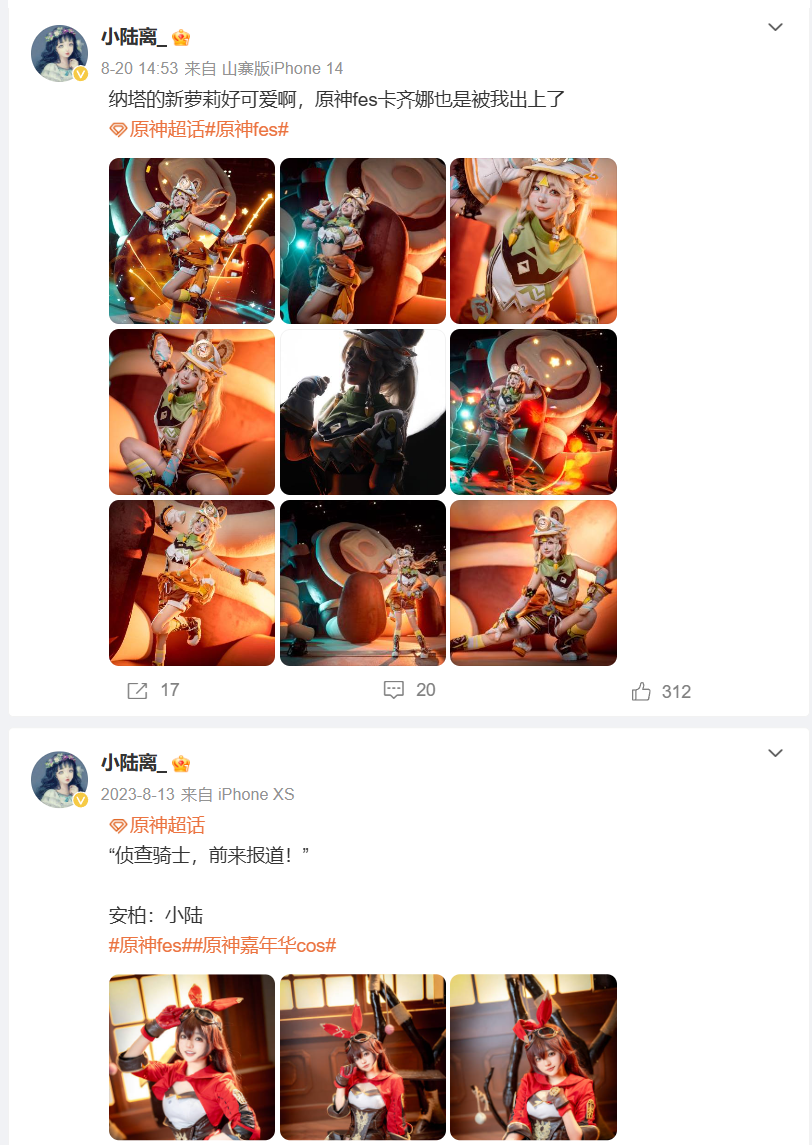 小陆离_
8-20 14:53 来自 山寨版iPhone 14
纳塔的新萝莉好可爱啊，原神fes卡齐娜也是被我出上了
原神超话#原神fes#
17
20
312
小陆离_
2023-8-13 来自 iPhone XS
原神超话
“侦查骑士，前来报道！”
安柏：小陆
#原神fes##原神嘉年华cos#